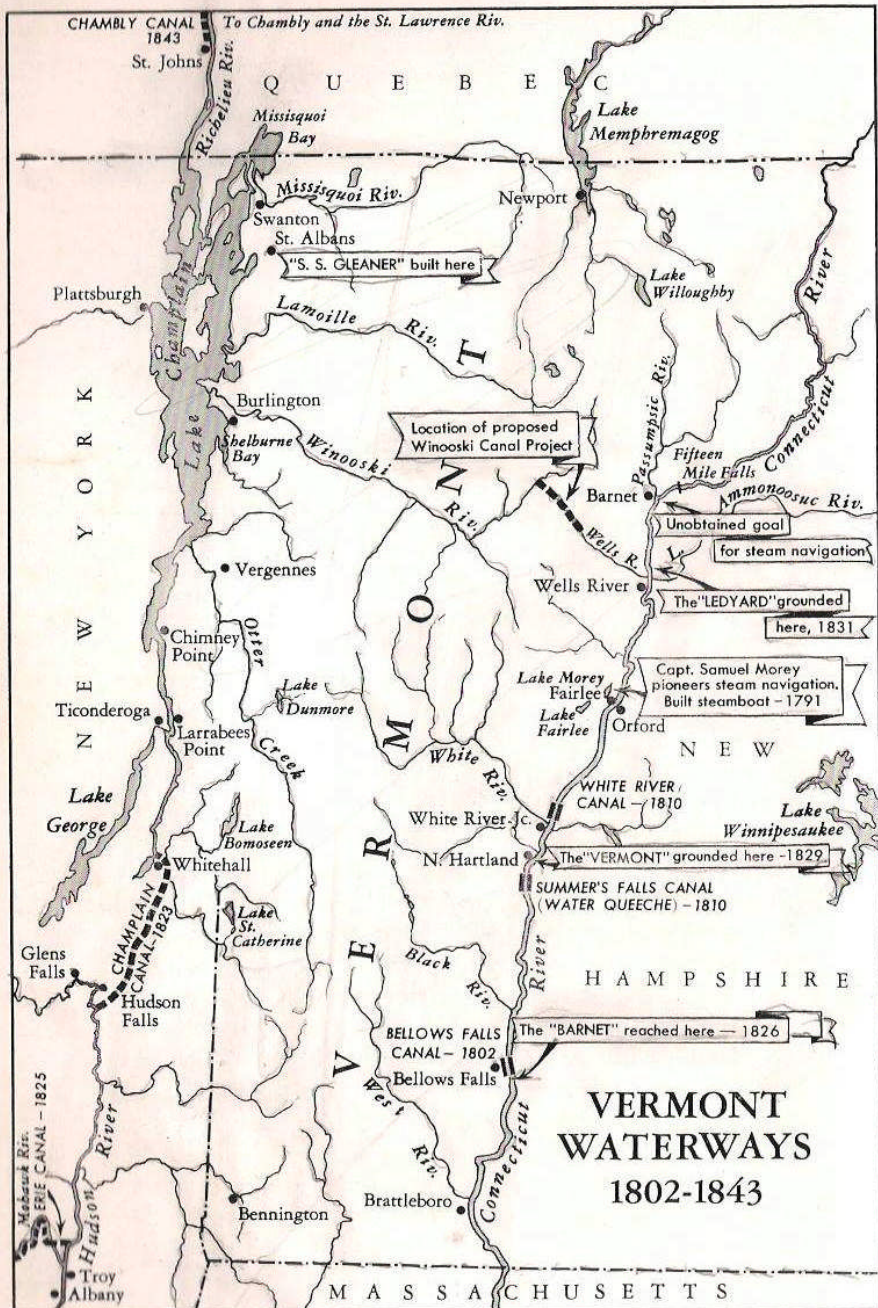 CHAMBLY CANAL
1843
To Chambly and the St. Lawrence Riv.
St. Johns
Richelieu Riv.
QUEBEC
Missisquoi
Bay
Lake
Memphremagog
Missisquoi Riv.
Swanton
Newport
St. Albans
"S. S. GLEANER" built here
Lake
Willoughby
Plattsburgh
Lake Champlain
Lamoille Riv.
Connecticut River
NEW YORK
VERMONT
Burlington
Shelburne
Bay
Winooski Riv.
Location of proposed
Winooski Canal Project
Passumpsic Riv.
Fifteen
Mile Falls
Barnet
Ammonoosuc Riv.
Unobtained goal
for steam navigation
Wells R.
Vergennes
Wells River
The "LEDYARD" grounded
here, 1831
Otter Creek
Chimney
Point
Lake
Dunmore
Lake Morey
Fairlee
Lake
Fairlee
Orford
Capt. Samuel Morey
pioneers steam navigation.
Built steamboat - 1791
Ticonderoga
Larrabees
Point
NEW
HAMPSHIRE
White Riv.
WHITE RIVER
CANAL - 1810
White River Jc.
Lake
Winnipesaukee
Lake
George
Lake
Bomoseen
N. Hartland
The "VERMONT" grounded here - 1829
Whitehall
SUMMER'S FALLS CANAL
(WATER QUEECHE) - 1810
CHAMPLAIN
CANAL-1823
Lake
St.
Catherine
Glens
Falls
Hudson
Falls
Black Riv.
River
BELLOWS FALLS
CANAL - 1802
The "BARNET" reached here — 1826
Bellows Falls
West Riv.
Connecticut
Mohawk Riv.
ERIE CANAL - 1825
Hudson River
Bennington
Brattleboro
VERMONT
WATERWAYS
1802-1843
Troy
Albany
MASSACHUSETTS